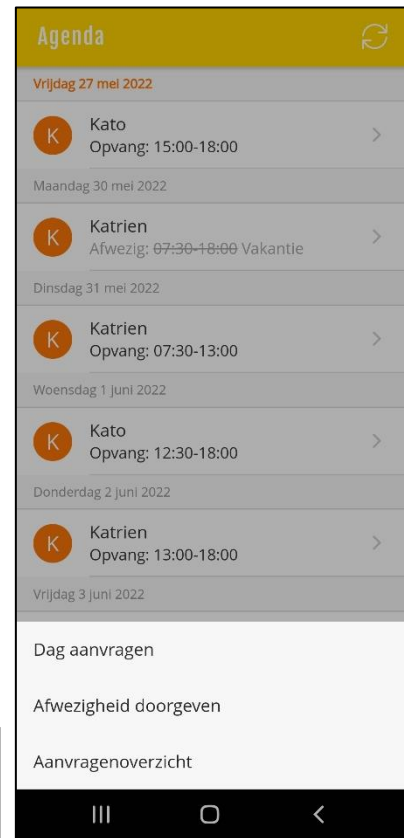 Agenda
Vrijdag 27 mei 2022
K
Kato
Opvang: 15:00-18:00
Maandag 30 mei 2022
K
Katrien
Afwezig: 07:30-18:00 Vakantie
Dinsdag 31 mei 2022
K
Katrien
Opvang: 07:30-13:00
Woensdag 1 juni 2022
K
Kato
Opvang: 12:30-18:00
Donderdag 2 juni 2022
K
Katrien
Opvang: 13:00-18:00
Vrijdag 3 juni 2022
Dag aanvragen
Afwezigheid doorgeven
Aanvragenoverzicht